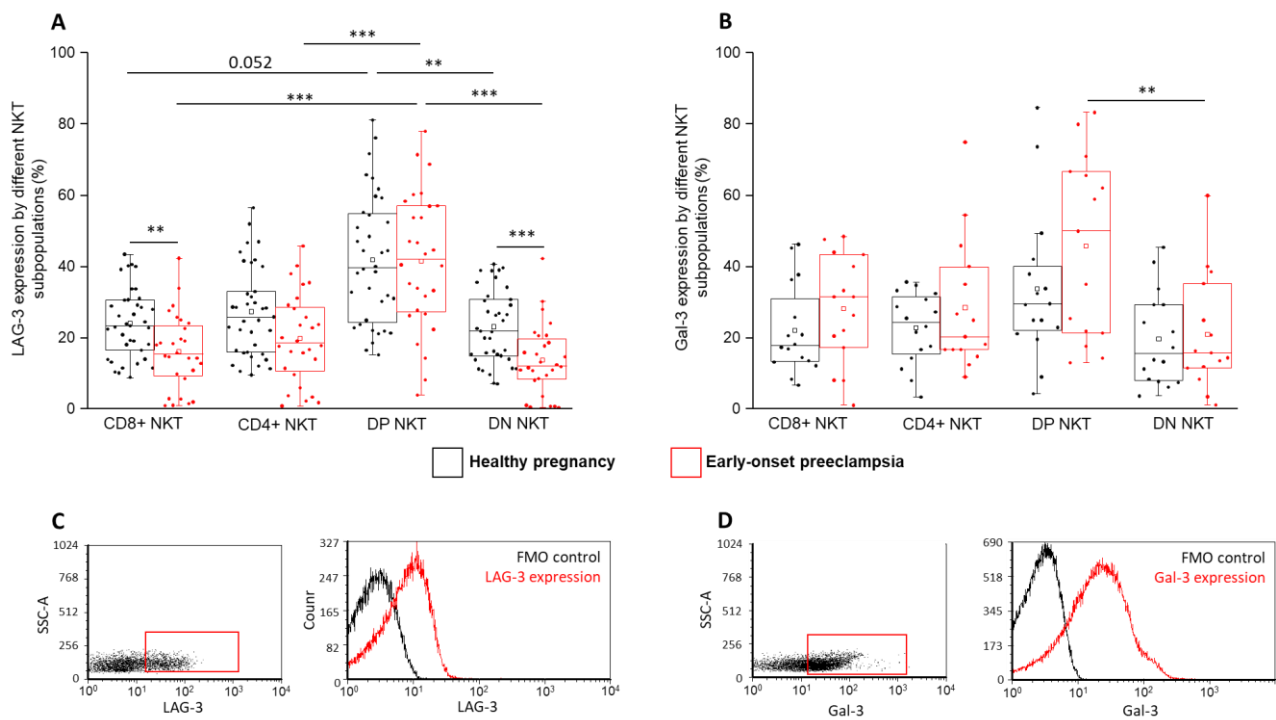 A
B
***
0.052
**
***
***
**
**
***
100
80
60
40
20
0
LAG-3 expression by different NKT
subpopulations (%)
CD8+ NKT CD4+ NKT DP NKT DN NKT
100
80
60
40
20
0
Gal-3 expression by different NKT
subpopulations (%)
CD8+ NKT CD4+ NKT DP NKT DN NKT
Healthy pregnancy Early-onset preeclampsia
C
D
1024
768
512
256
0
SSC-A
10⁰ 10¹ 10² 10³ 10⁴
LAG-3
327
247
165
82
0
Counr
FMO control
LAG-3 expression
10⁰ 10¹ 10² 10³ 10⁴
LAG-3
1024
768
512
256
0
SSC-A
10⁰ 10¹ 10² 10³ 10⁴
Gal-3
690
518
345
173
0
FMO control
Gal-3 expression
10⁰ 10¹ 10² 10³
Gal-3